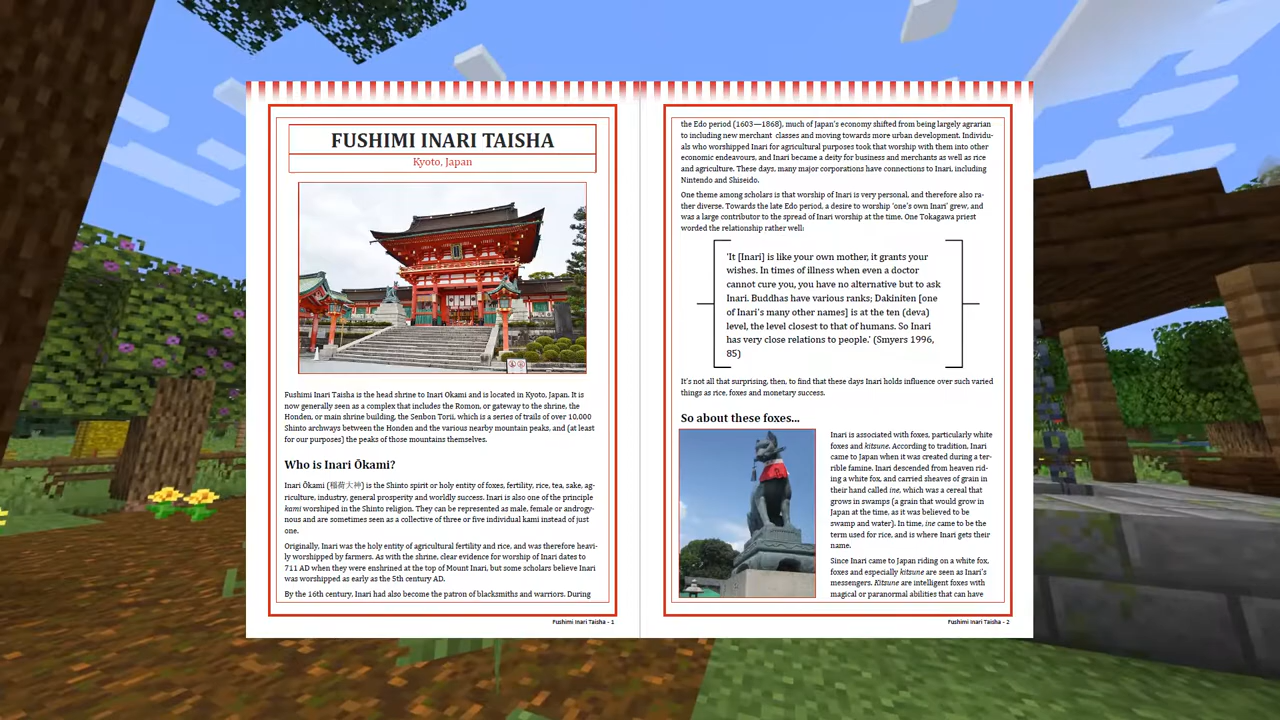 FUSHIMI INARI TAISHA
Kyoto, Japan
Fushimi Inari Taisha is the head shrine to Inari Okami and is located in Kyoto, Japan. It is
now generally seen as a complex that includes the Romon, or gateway to the shrine, the
Honden, or main shrine building, the Senbon Torii, which is a series of trails of over 10,000
Shinto archways between the Honden and the various nearby mountain peaks, and (at least
for our purposes) the peaks of those mountains themselves.
Who is Inari Ōkami?
Inari Ōkami (稲荷大神) is the Shinto spirit or holy entity of foxes, fertility, rice, tea, sake, ag-
riculture, industry, general prosperity and worldly success. Inari is also one of the principle
kami worshiped in the Shinto religion. They can be represented as male, female or androgy-
nous and are sometimes seen as a collective of three or five individual kami instead of just
one.
Originally, Inari was the holy entity of agricultural fertility and rice, and was therefore heavi-
ly worshipped by farmers. As with the shrine, clear evidence for worship of Inari dates to
711 AD when they were enshrined at the top of Mount Inari, but some scholars believe Inari
was worshipped as early as the 5th century AD.
By the 16th century, Inari had also become the patron of blacksmiths and warriors. During
Fushimi Inari Taisha - 1
the Edo period (1603—1868), much of Japan's economy shifted from being largely agrarian
to including new merchant classes and moving towards more urban development. Individu-
als who worshipped Inari for agricultural purposes took that worship with them into other
economic endeavours, and Inari became a deity for business and merchants as well as rice
and agriculture. These days, many major corporations have connections to Inari, including
Nintendo and Shiseido.
One theme among scholars is that worship of Inari is very personal, and therefore also ra-
ther diverse. Towards the late Edo period, a desire to worship 'one's own Inari' grew, and
was a large contributor to the spread of Inari worship at the time. One Tokagawa priest
worded the relationship rather well:
'It [Inari] is like your own mother, it grants your
wishes. In times of illness when even a doctor
cannot cure you, you have no alternative but to ask
Inari. Buddhas have various ranks; Dakiniten [one
of Inari's many other names] is at the ten (deva)
level, the level closest to that of humans. So Inari
has very close relations to people.' (Smyers 1996,
85)
It's not all that surprising, then, to find that these days Inari holds influence over such varied
things as rice, foxes and monetary success.
So about these foxes...
Inari is associated with foxes, particularly white
foxes and kitsune. According to tradition, Inari
came to Japan when it was created during a ter-
rible famine. Inari descended from heaven rid-
ing a white fox, and carried sheaves of grain in
their hand called ine, which was a cereal that
grows in swamps (a grain that would grow in
Japan at the time, as it was believed to be
swamp and water). In time, ine came to be the
term used for rice, and is where Inari gets their
name.
Since Inari came to Japan riding on a white fox,
foxes and especially kitsune are seen as Inari's
messengers. Kitsune are intelligent foxes with
magical or paranormal abilities that can have
Fushimi Inari Taisha - 2